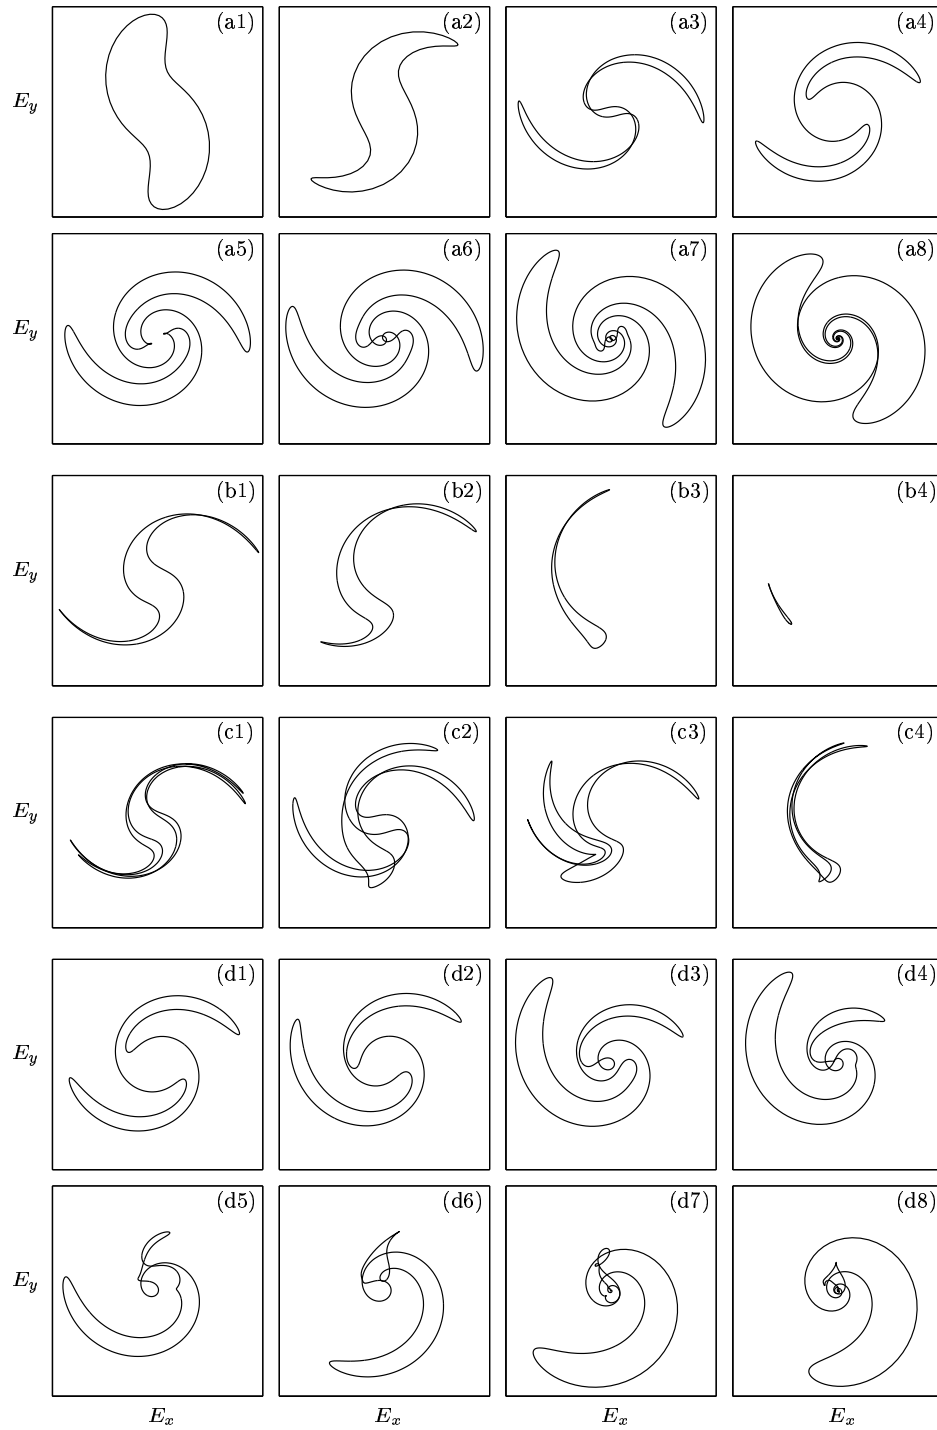 (a1) (a2) (a3) (a4)
E_y
(a5) (a6) (a7) (a8)
E_y
(b1) (b2) (b3) (b4)
E_y
(c1) (c2) (c3) (c4)
E_y
(d1) (d2) (d3) (d4)
E_y
(d5) (d6) (d7) (d8)
E_y
E_x E_x E_x E_x